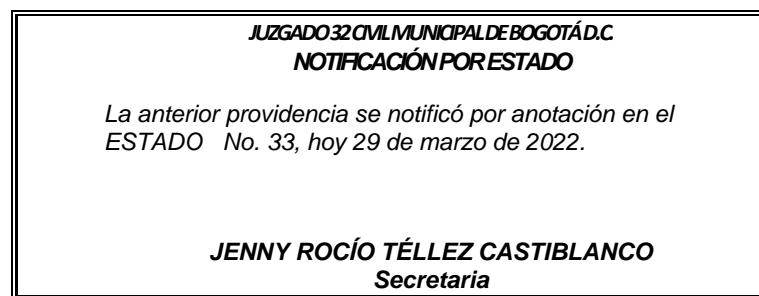 JUZGADO 32 CIVIL MUNICIPAL DE BOGOTÁ D.C.
NOTIFICACIÓN POR ESTADO
La anterior providencia se notificó por anotación en el
ESTADO No. 33, hoy 29 de marzo de 2022.
JENNY ROCÍO TÉLLEZ CASTIBLANCO
Secretaria